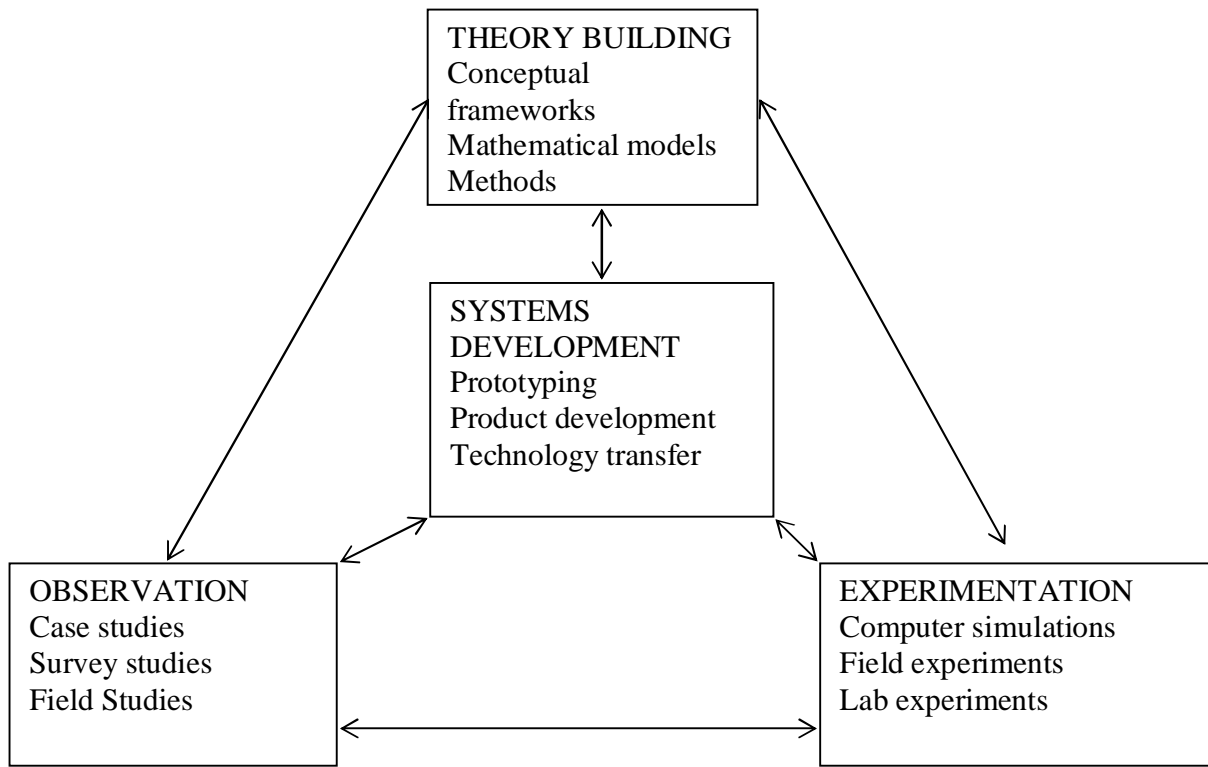 THEORY BUILDING
Conceptual
frameworks
Mathematical models
Methods
SYSTEMS
DEVELOPMENT
Prototyping
Product development
Technology transfer
OBSERVATION
Case studies
Survey studies
Field Studies
EXPERIMENTATION
Computer simulations
Field experiments
Lab experiments